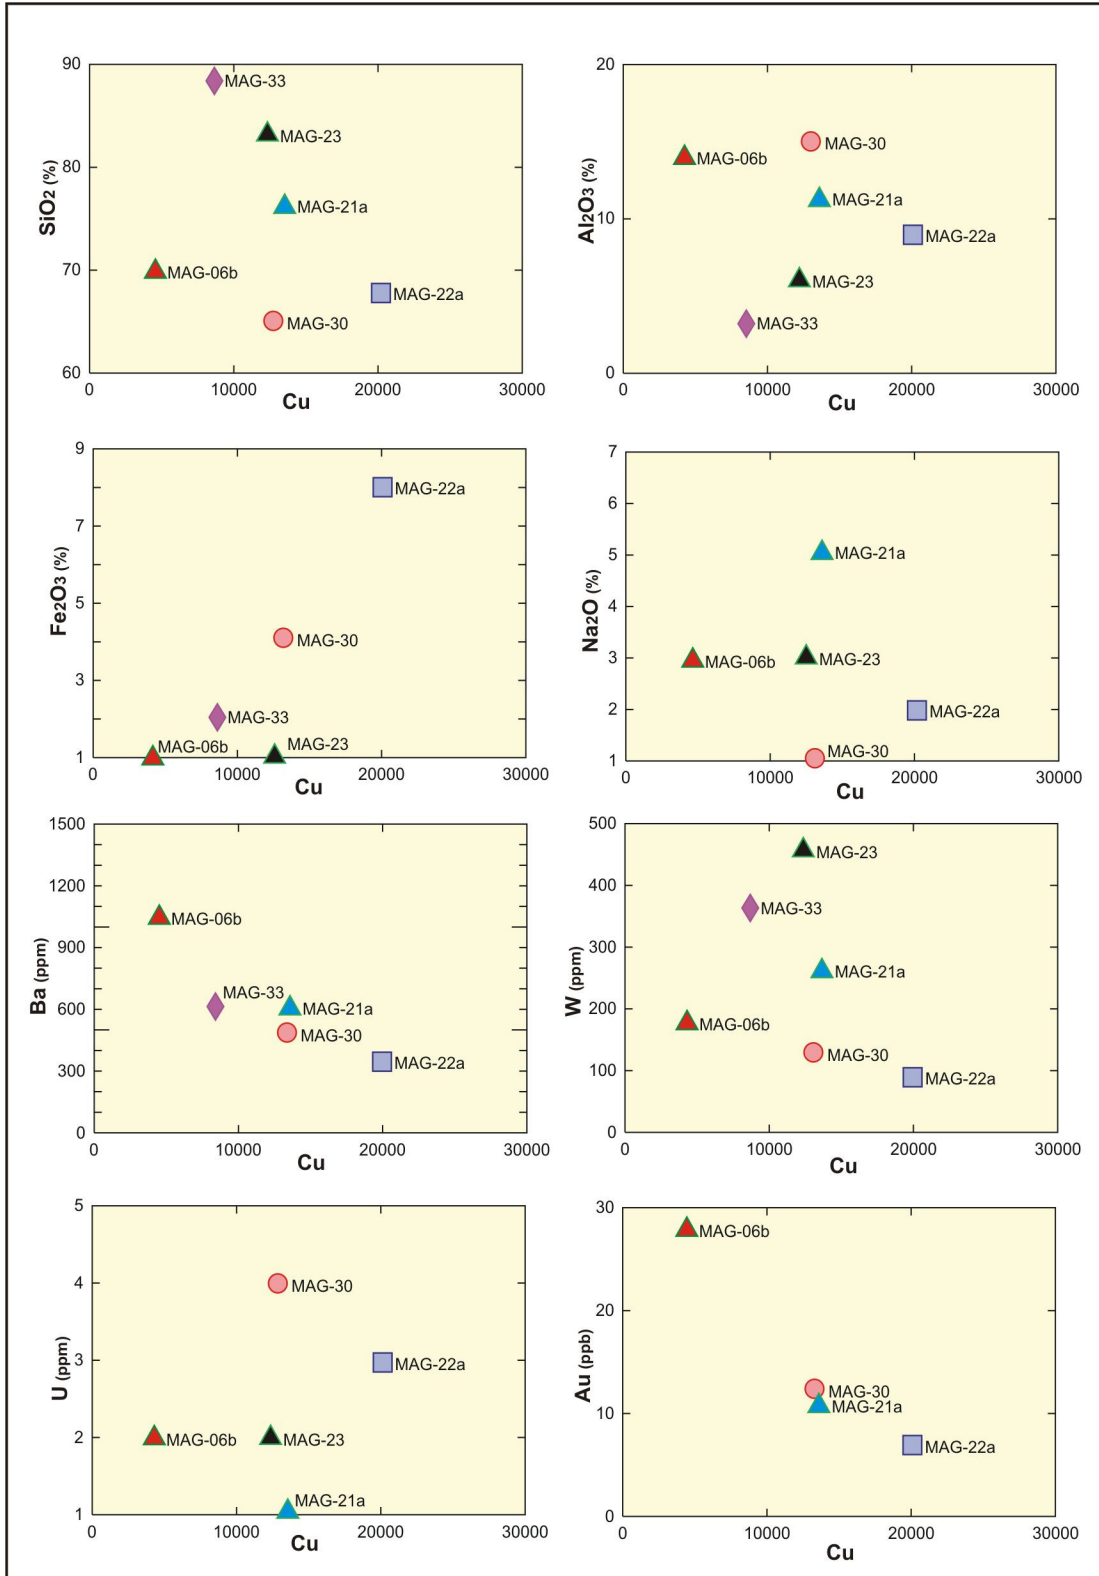 90
80
70
60
SiO2 (%)
MAG-33
MAG-23
MAG-21a
MAG-06b
MAG-22a
MAG-30
0 10000 20000 30000
Cu
20
10
0
Al2O3 (%)
MAG-30
MAG-06b
MAG-21a
MAG-22a
MAG-23
MAG-33
0 10000 20000 30000
Cu
9
7
5
3
1
Fe2O3 (%)
MAG-22a
MAG-30
MAG-33
MAG-06b
MAG-23
0 10000 20000 30000
Cu
7
6
5
4
3
2
1
Na2O (%)
MAG-21a
MAG-23
MAG-06b
MAG-22a
MAG-30
0 10000 20000 30000
Cu
1500
1200
900
600
300
0
Ba (ppm)
MAG-06b
MAG-33
MAG-21a
MAG-30
MAG-22a
0 10000 20000 30000
Cu
500
400
300
200
100
0
W (ppm)
MAG-23
MAG-33
MAG-21a
MAG-06b
MAG-30
MAG-22a
0 10000 20000 30000
Cu
5
4
3
2
1
U (ppm)
MAG-30
MAG-22a
MAG-06b
MAG-23
MAG-21a
0 10000 20000 30000
Cu
30
20
10
0
Au (ppb)
MAG-06b
MAG-30
MAG-21a
MAG-22a
0 10000 20000 30000
Cu